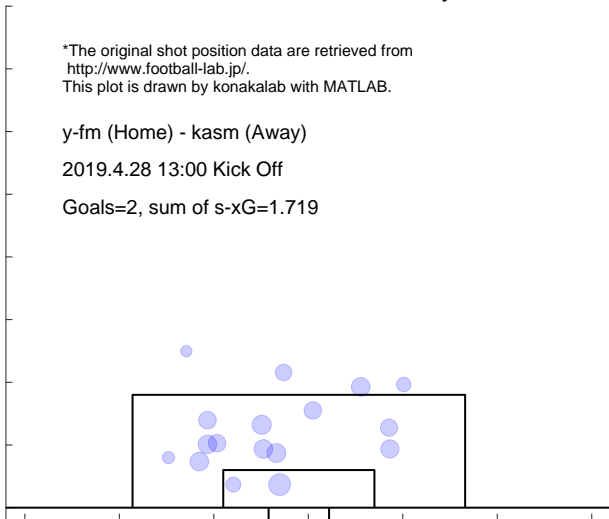 *The original shot position data are retrieved from
http://www.football-lab.jp/.
This plot is drawn by konakalab with MATLAB.
y-fm (Home) - kasm (Away)
2019.4.28 13:00 Kick Off
Goals=2, sum of s-xG=1.719